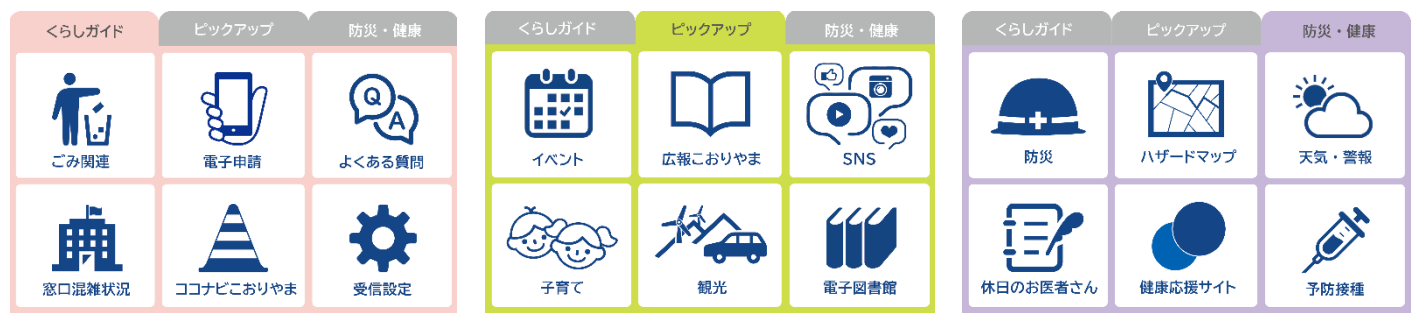 くらしガイド ピックアップ 防災・健康
ごみ関連 電子申請 よくある質問
Q A
窓口混雑状況 ココナビこおりやま 受信設定
くらしガイド ピックアップ 防災・健康
イベント 広報こおりやま SNS
子育て 観光 電子図書館
くらしガイド ピックアップ 防災・健康
防災 ハザードマップ 天気・警報
休日のお医者さん 健康応援サイト 予防接種